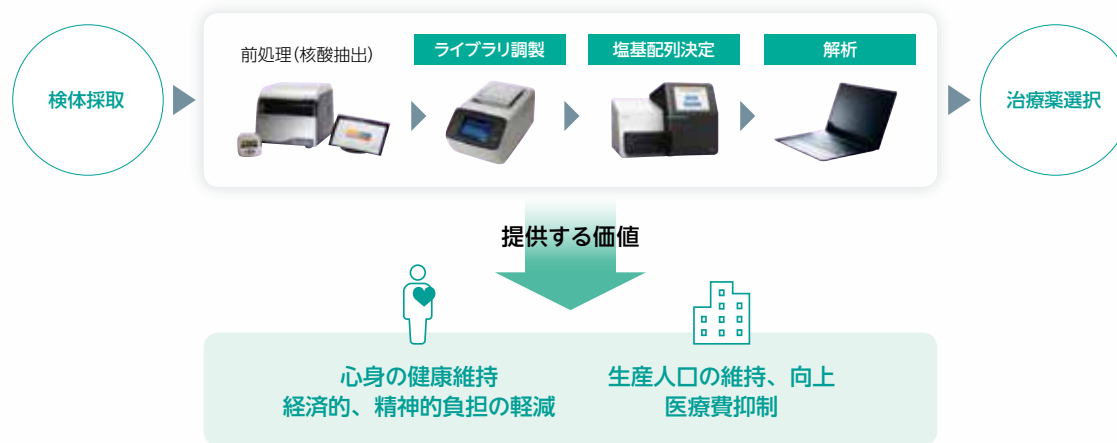 検体採取
前処理(核酸抽出)
ライブラリ調製
塩基配列決定
解析
治療薬選択
提供する価値
心身の健康維持
経済的、精神的負担の軽減
生産人口の維持、向上
医療費抑制